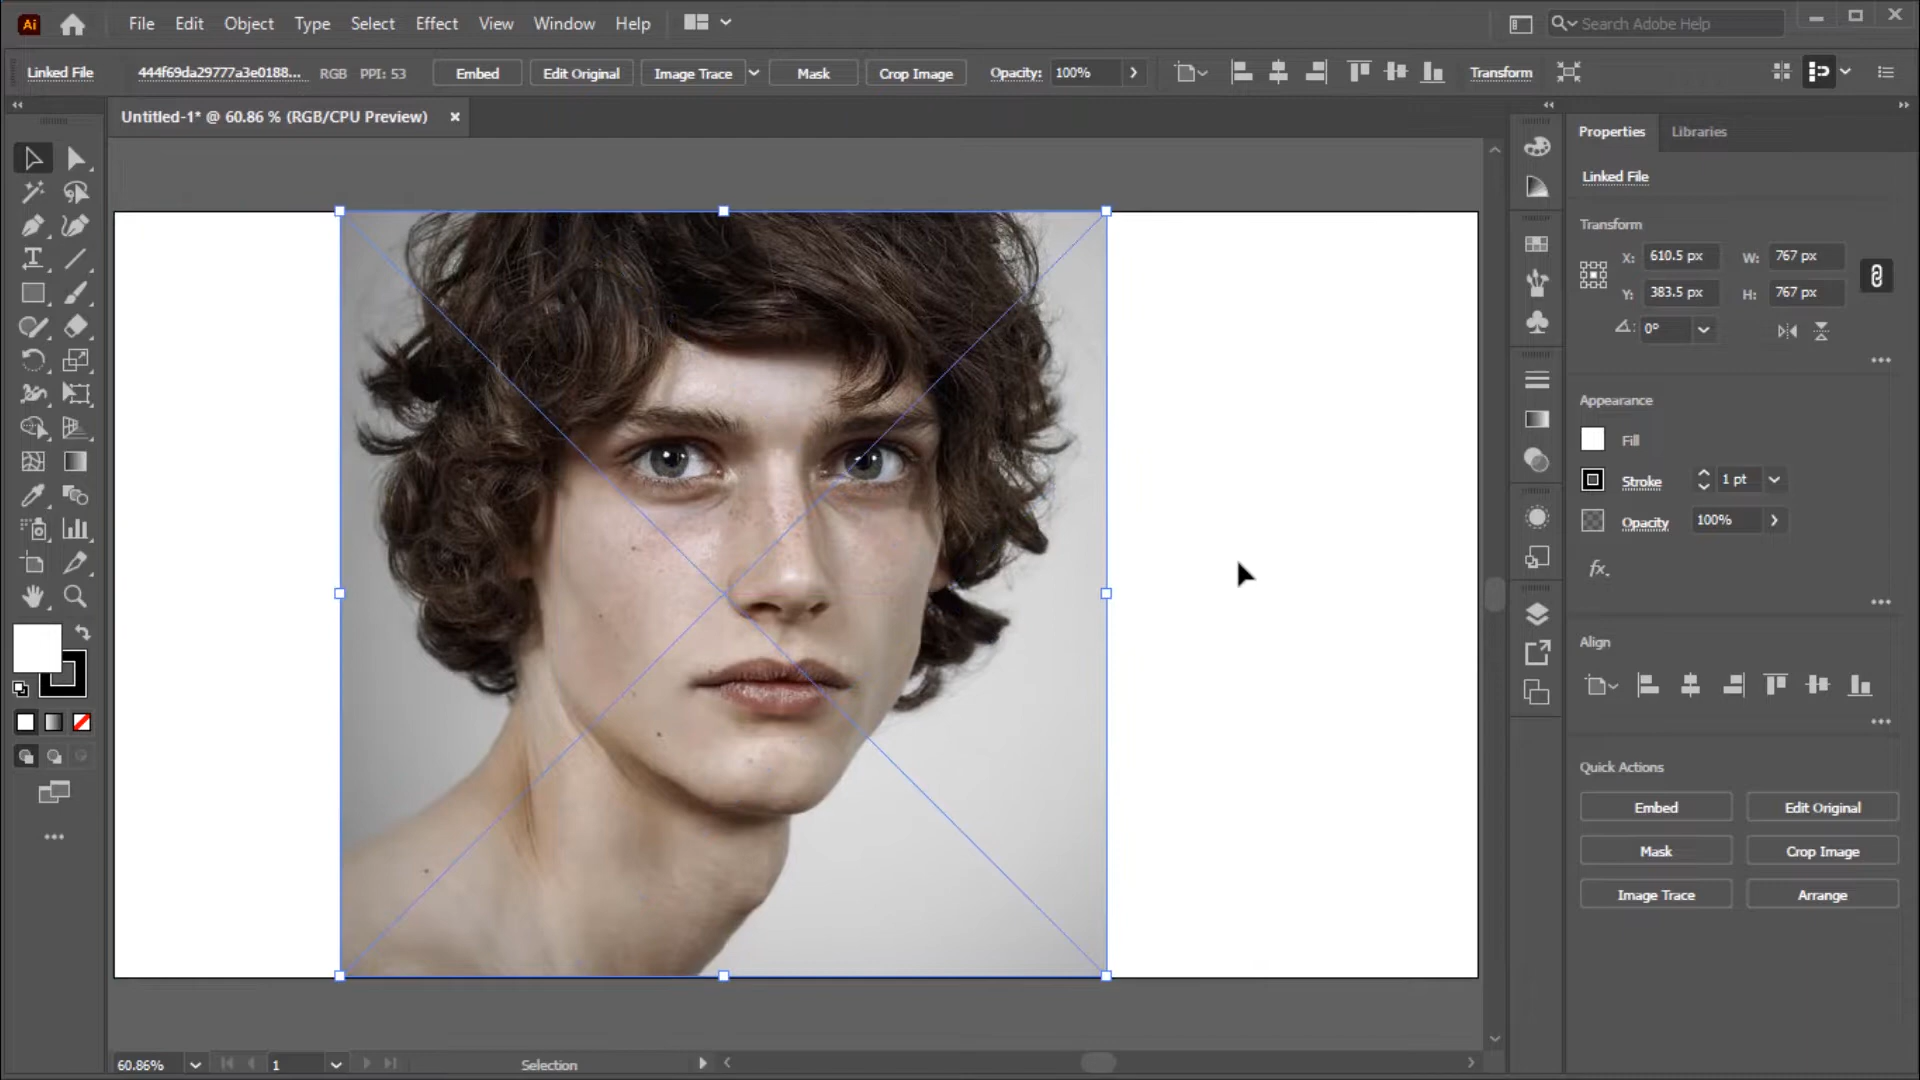 Ai File Edit Object Type Select Effect View Window Help Search Adobe Help
Linked File 444f69da29777a3e0188... RGB PPI: 53 Embed Edit Original Image Trace Mask Crop Image Opacity: 100% Transform
Untitled-1* @ 60.86 % (RGB/CPU Preview)
Properties Libraries
Linked File
Transform
X: 610.5 px W: 767 px
Y: 383.5 px H: 767 px
0°
Appearance
Fill
Stroke 1 pt
Opacity 100%
fx.
Align
Quick Actions
Embed Edit Original
Mask Crop Image
Image Trace Arrange
60.86% 1 Selection